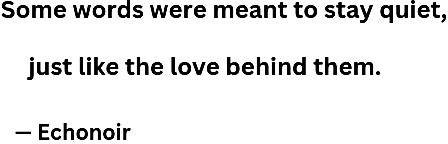 Some words were meant to stay quiet,
just like the love behind them.
— Echonoir